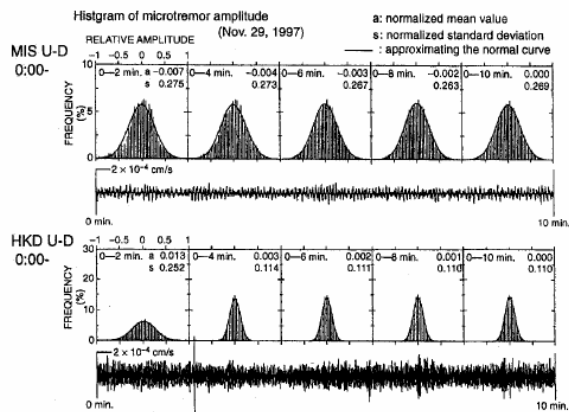 Histgram of microtremor amplitude
(Nov. 29, 1997)
a: normalized mean value
s: normalized standard deviation
— : approximating the normal curve
MIS U-D
0:00-
RELATIVE AMPLITUDE
-1 -0.5 0 0.5 1
FREQUENCY (%)
10
5
0
0—2 min. a -0.007
s 0.275
0—4 min. -0.004
0.273
0—6 min. -0.003
0.267
0—8 min. -0.002
0.263
0—10 min. 0.000
0.269
2 × 10⁻⁴ cm/s
0 min. 10 min.
HKD U-D
0:00-
-1 -0.5 0 0.5 1
FREQUENCY (%)
30
20
10
0
0—2 min. a 0.013
s 0.252
0—4 min. 0.003
0.114
0—6 min. 0.002
0.111
0—8 min. 0.001
0.110
0—10 min. 0.000
0.110
2 × 10⁻⁴ cm/s
0 min. 10 min.